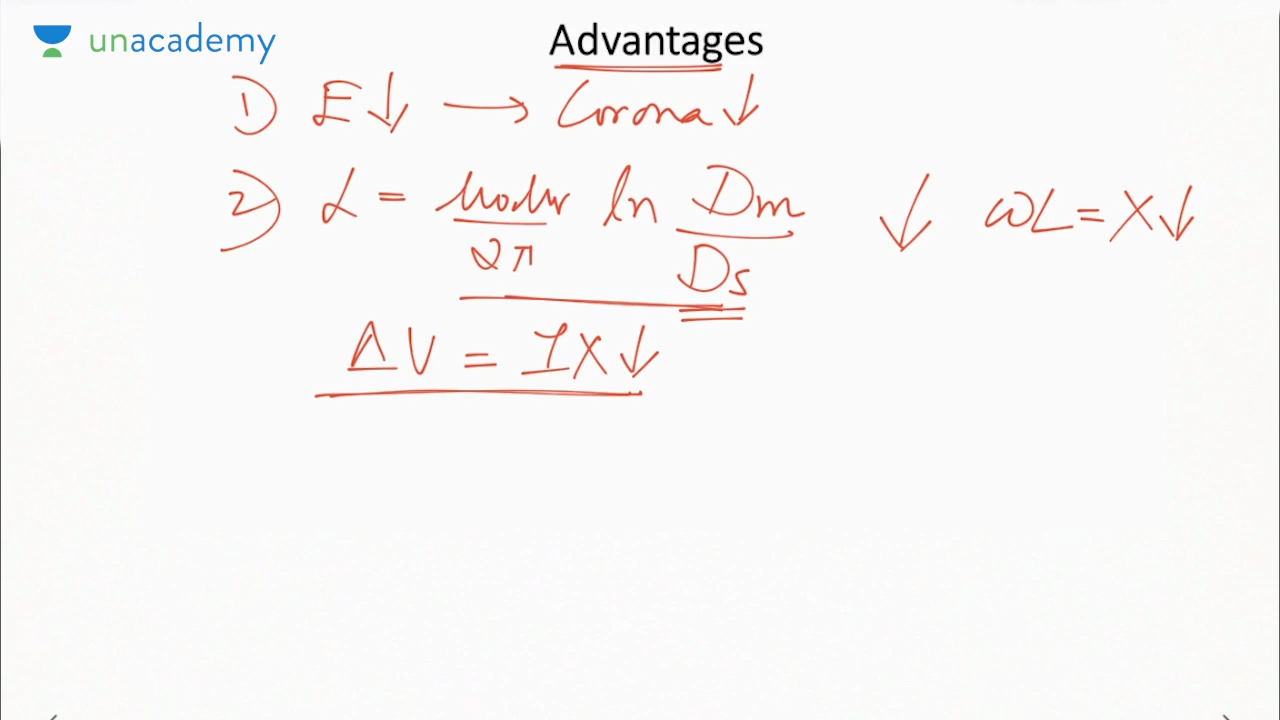 unacademy
Advantages
1) E↓ → Corona↓
2) L = μ₀μᵣ/2π ln Dm/Ds ↓ ωL = X↓
ΔV = IX↓